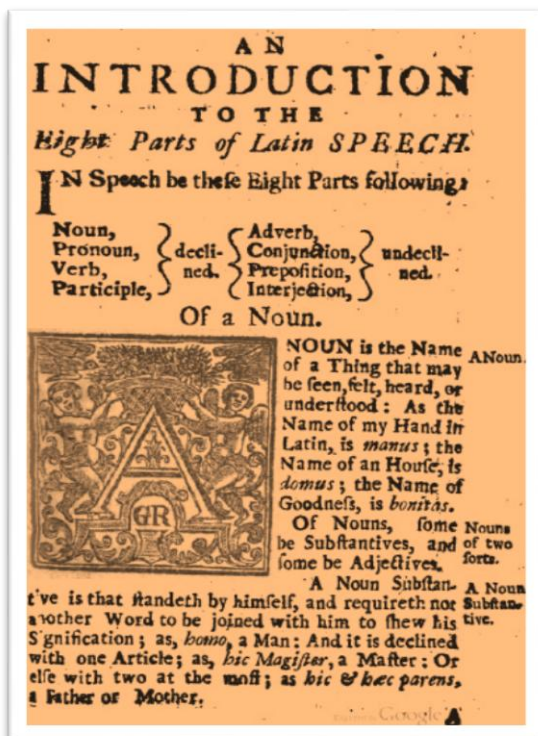 AN
INTRODUCTION
TO THE
Eight Parts of Latin SPEECH.
IN Speech be theſe Eight Parts following,
Noun, Adverb,
Pronoun, decli- Conjunction, undecli-
Verb, ned. Prepoſition, ned.
Participle, Interjection,
Of a Noun.
A NOUN is the Name A Noun.
of a Thing that may
be ſeen, felt, heard, or
underſtood: As the
Name of my Hand in
Latin, is manus; the
Name of an Houſe, is
domus; the Name of
GR Goodneſs, is bonitas.
Of Nouns, ſome Nouns
be Subſtantives, and of two
ſome be Adjectives. ſorts.
A Noun Subſtan- A Noun
t've is that ſtandeth by himſelf, and requireth not Subſtan-
another Word to be joined with him to ſhew his tive.
S'gnification; as, homo, a Man: And it is declined
with one Article; as, hic Magiſter, a Maſter: Or
elſe with two at the moſt; as hic & hæc parens,
a Father or Mother.
Google A